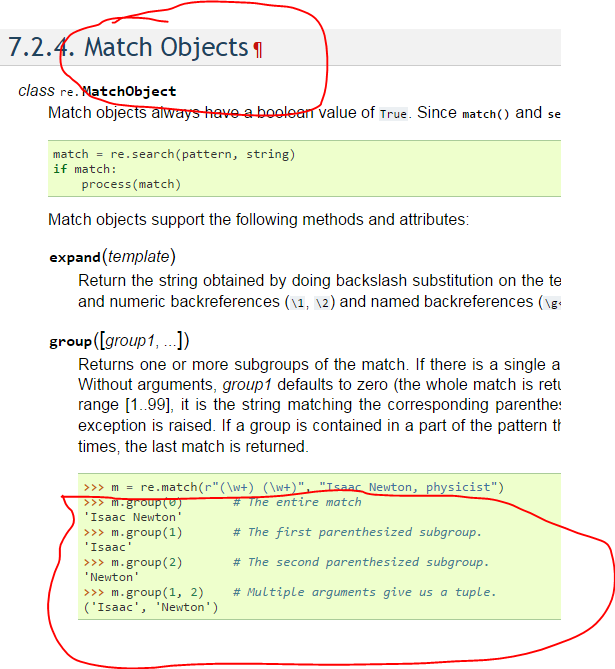 7.2.4. Match Objects¶
class re.MatchObject
Match objects always have a boolean value of True. Since match() and se
match = re.search(pattern, string)
if match:
    process(match)
Match objects support the following methods and attributes:
expand(template)
Return the string obtained by doing backslash substitution on the te
and numeric backreferences (\1, \2) and named backreferences (\g<
group([group1, ...])
Returns one or more subgroups of the match. If there is a single a
Without arguments, group1 defaults to zero (the whole match is retu
range [1..99], it is the string matching the corresponding parenthes
exception is raised. If a group is contained in a part of the pattern th
times, the last match is returned.
>>> m = re.match(r"(\w+) (\w+)", "Isaac Newton, physicist")
>>> m.group(0)       # The entire match
'Isaac Newton'
>>> m.group(1)       # The first parenthesized subgroup.
'Isaac'
>>> m.group(2)       # The second parenthesized subgroup.
'Newton'
>>> m.group(1, 2)    # Multiple arguments give us a tuple.
('Isaac', 'Newton')